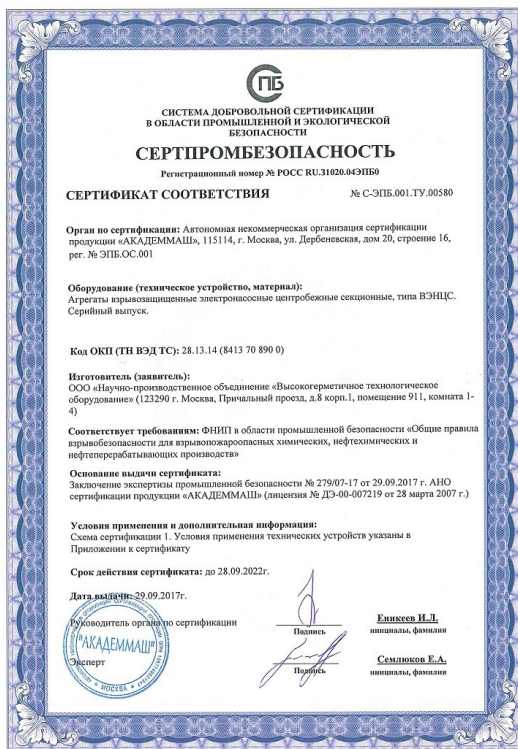 СПБ
СИСТЕМА ДОБРОВОЛЬНОЙ СЕРТИФИКАЦИИ
В ОБЛАСТИ ПРОМЫШЛЕННОЙ И ЭКОЛОГИЧЕСКОЙ
БЕЗОПАСНОСТИ
СЕРТПРОМБЕЗОПАСНОСТЬ
Регистрационный номер № РОСС RU.31020.04ЭПБ0
СЕРТИФИКАТ СООТВЕТСТВИЯ № С-ЭПБ.001.ТУ.00580
Орган по сертификации: Автономная некоммерческая организация сертификации
продукции «АКАДЕММАШ», 115114, г. Москва, ул. Дербеневская, дом 20, строение 16,
рег. № ЭПБ.ОС.001
Оборудование (техническое устройство, материал):
Агрегаты взрывозащищенные электронасосные центробежные секционные, типа ВЭНЦС.
Серийный выпуск.
Код ОКП (ТН ВЭД ТС): 28.13.14 (8413 70 890 0)
Изготовитель (заявитель):
ООО «Научно-производственное объединение «Высокогерметичное технологическое
оборудование» (123290 г. Москва, Причальный проезд, д.8 корп.1, помещение 911, комната 1-
4)
Соответствует требованиям: ФНИП в области промышленной безопасности «Общие правила
взрывобезопасности для взрывопожароопасных химических, нефтехимических и
нефтеперерабатывающих производств»
Основание выдачи сертификата:
Заключение экспертизы промышленной безопасности № 279/07-17 от 29.09.2017 г. АНО
сертификации продукции «АКАДЕММАШ» (лицензия № ДЭ-00-007219 от 28 марта 2007 г.)
Условия применения и дополнительная информация:
Схема сертификации 1. Условия применения технических устройств указаны в
Приложении к сертификату
Срок действия сертификата: до 28.09.2022г.
Дата выдачи: 29.09.2017г.
Руководитель органа по сертификации
Подпись
Еникеев И.Л.
инициалы, фамилия
"АКАДЕММАШ"
МОСКВА
Эксперт
Подпись
Семлюков Е.А.
инициалы, фамилия